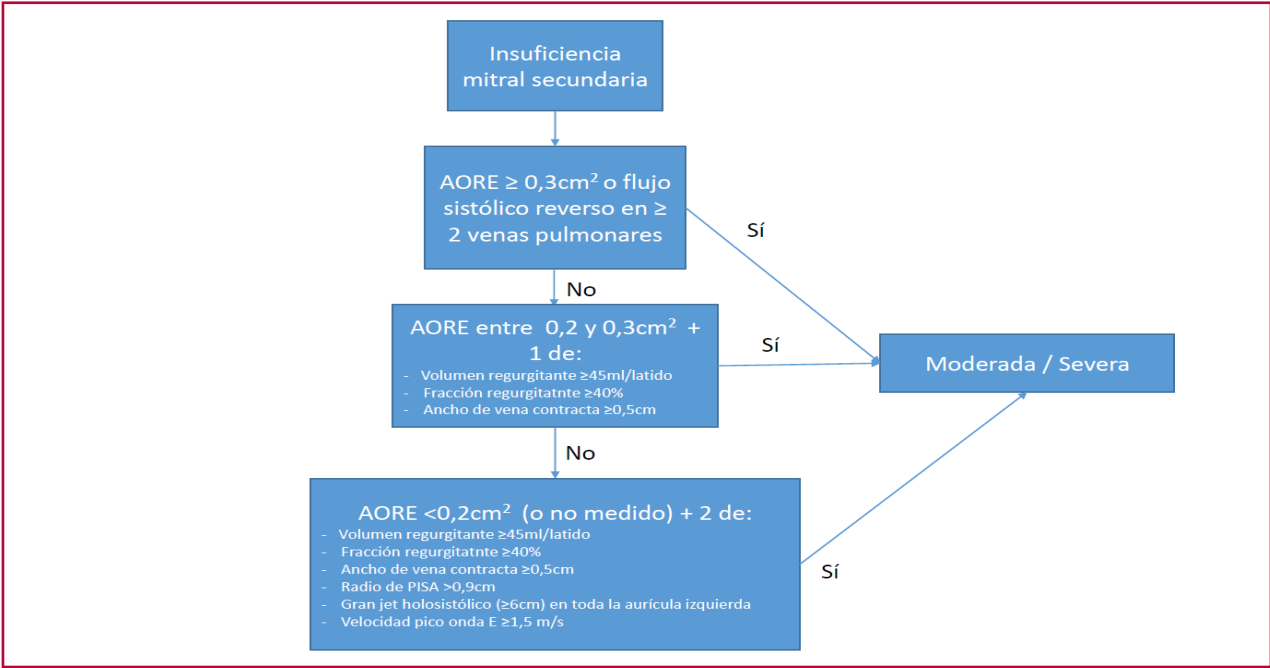 Insuficiencia
mitral secundaria
AORE ≥ 0,3cm² o flujo
sistólico reverso en ≥
2 venas pulmonares
Sí
No
AORE entre 0,2 y 0,3cm² +
1 de:
- Volumen regurgitante ≥45ml/latido
- Fracción regurgitatnte ≥40%
- Ancho de vena contracta ≥0,5cm
Sí
Moderada / Severa
No
AORE <0,2cm² (o no medido) + 2 de:
- Volumen regurgitante ≥45ml/latido
- Fracción regurgitatnte ≥40%
- Ancho de vena contracta ≥0,5cm
- Radio de PISA >0,9cm
- Gran jet holosistólico (≥6cm) en toda la aurícula izquierda
- Velocidad pico onda E ≥1,5 m/s
Sí